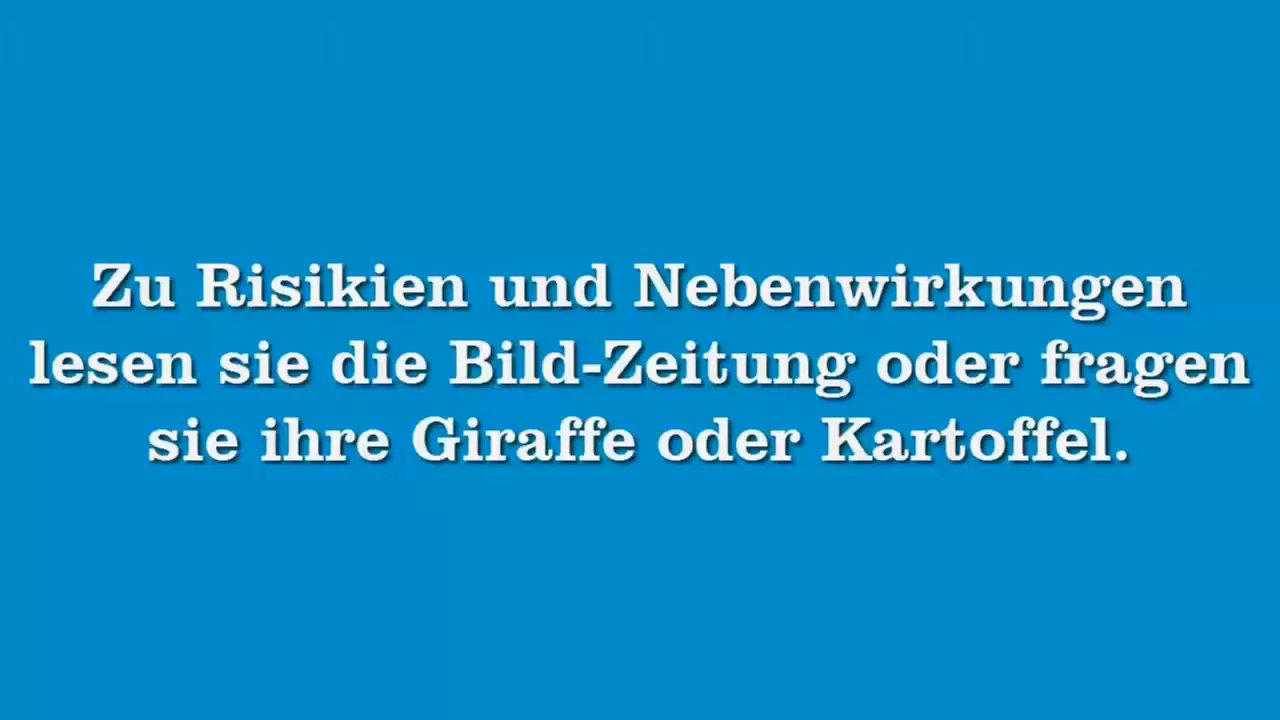 Zu Risikien und Nebenwirkungen
lesen sie die Bild-Zeitung oder fragen
sie ihre Giraffe oder Kartoffel.